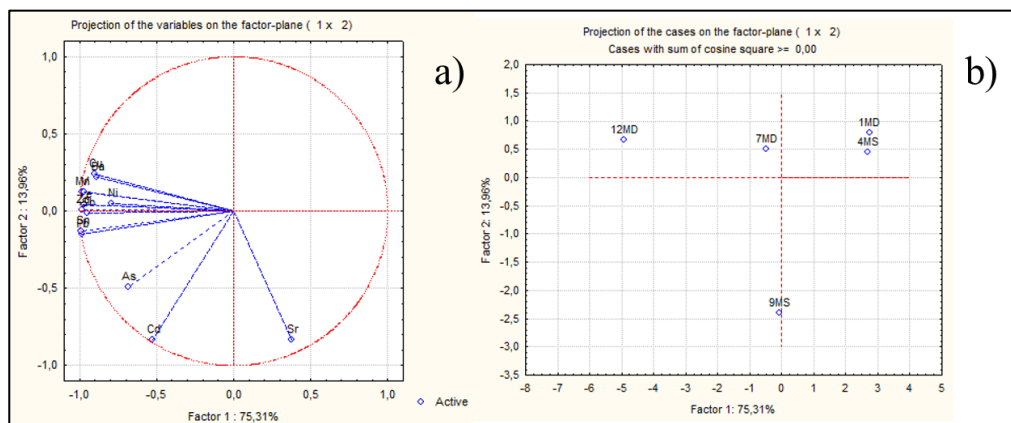 Projection of the variables on the factor-plane ( 1 x 2)
a)
1,0
0,5
0,0
-0,5
-1,0
Factor 2 : 13,96%
Cu
Mn
Ni
As
Cd
Sr
-1,0 -0,5 0,0 0,5 1,0
Factor 1 : 75,31%
Active
Projection of the cases on the factor-plane ( 1 x 2)
Cases with sum of cosine square >= 0,00
b)
2,0
1,5
1,0
0,5
0,0
-0,5
-1,0
-1,5
-2,0
-2,5
-3,0
-3,5
Factor 2: 13,96%
12MD
7MD
1MD
4MS
9MS
-8 -7 -6 -5 -4 -3 -2 -1 0 1 2 3 4 5
Factor 1: 75,31%